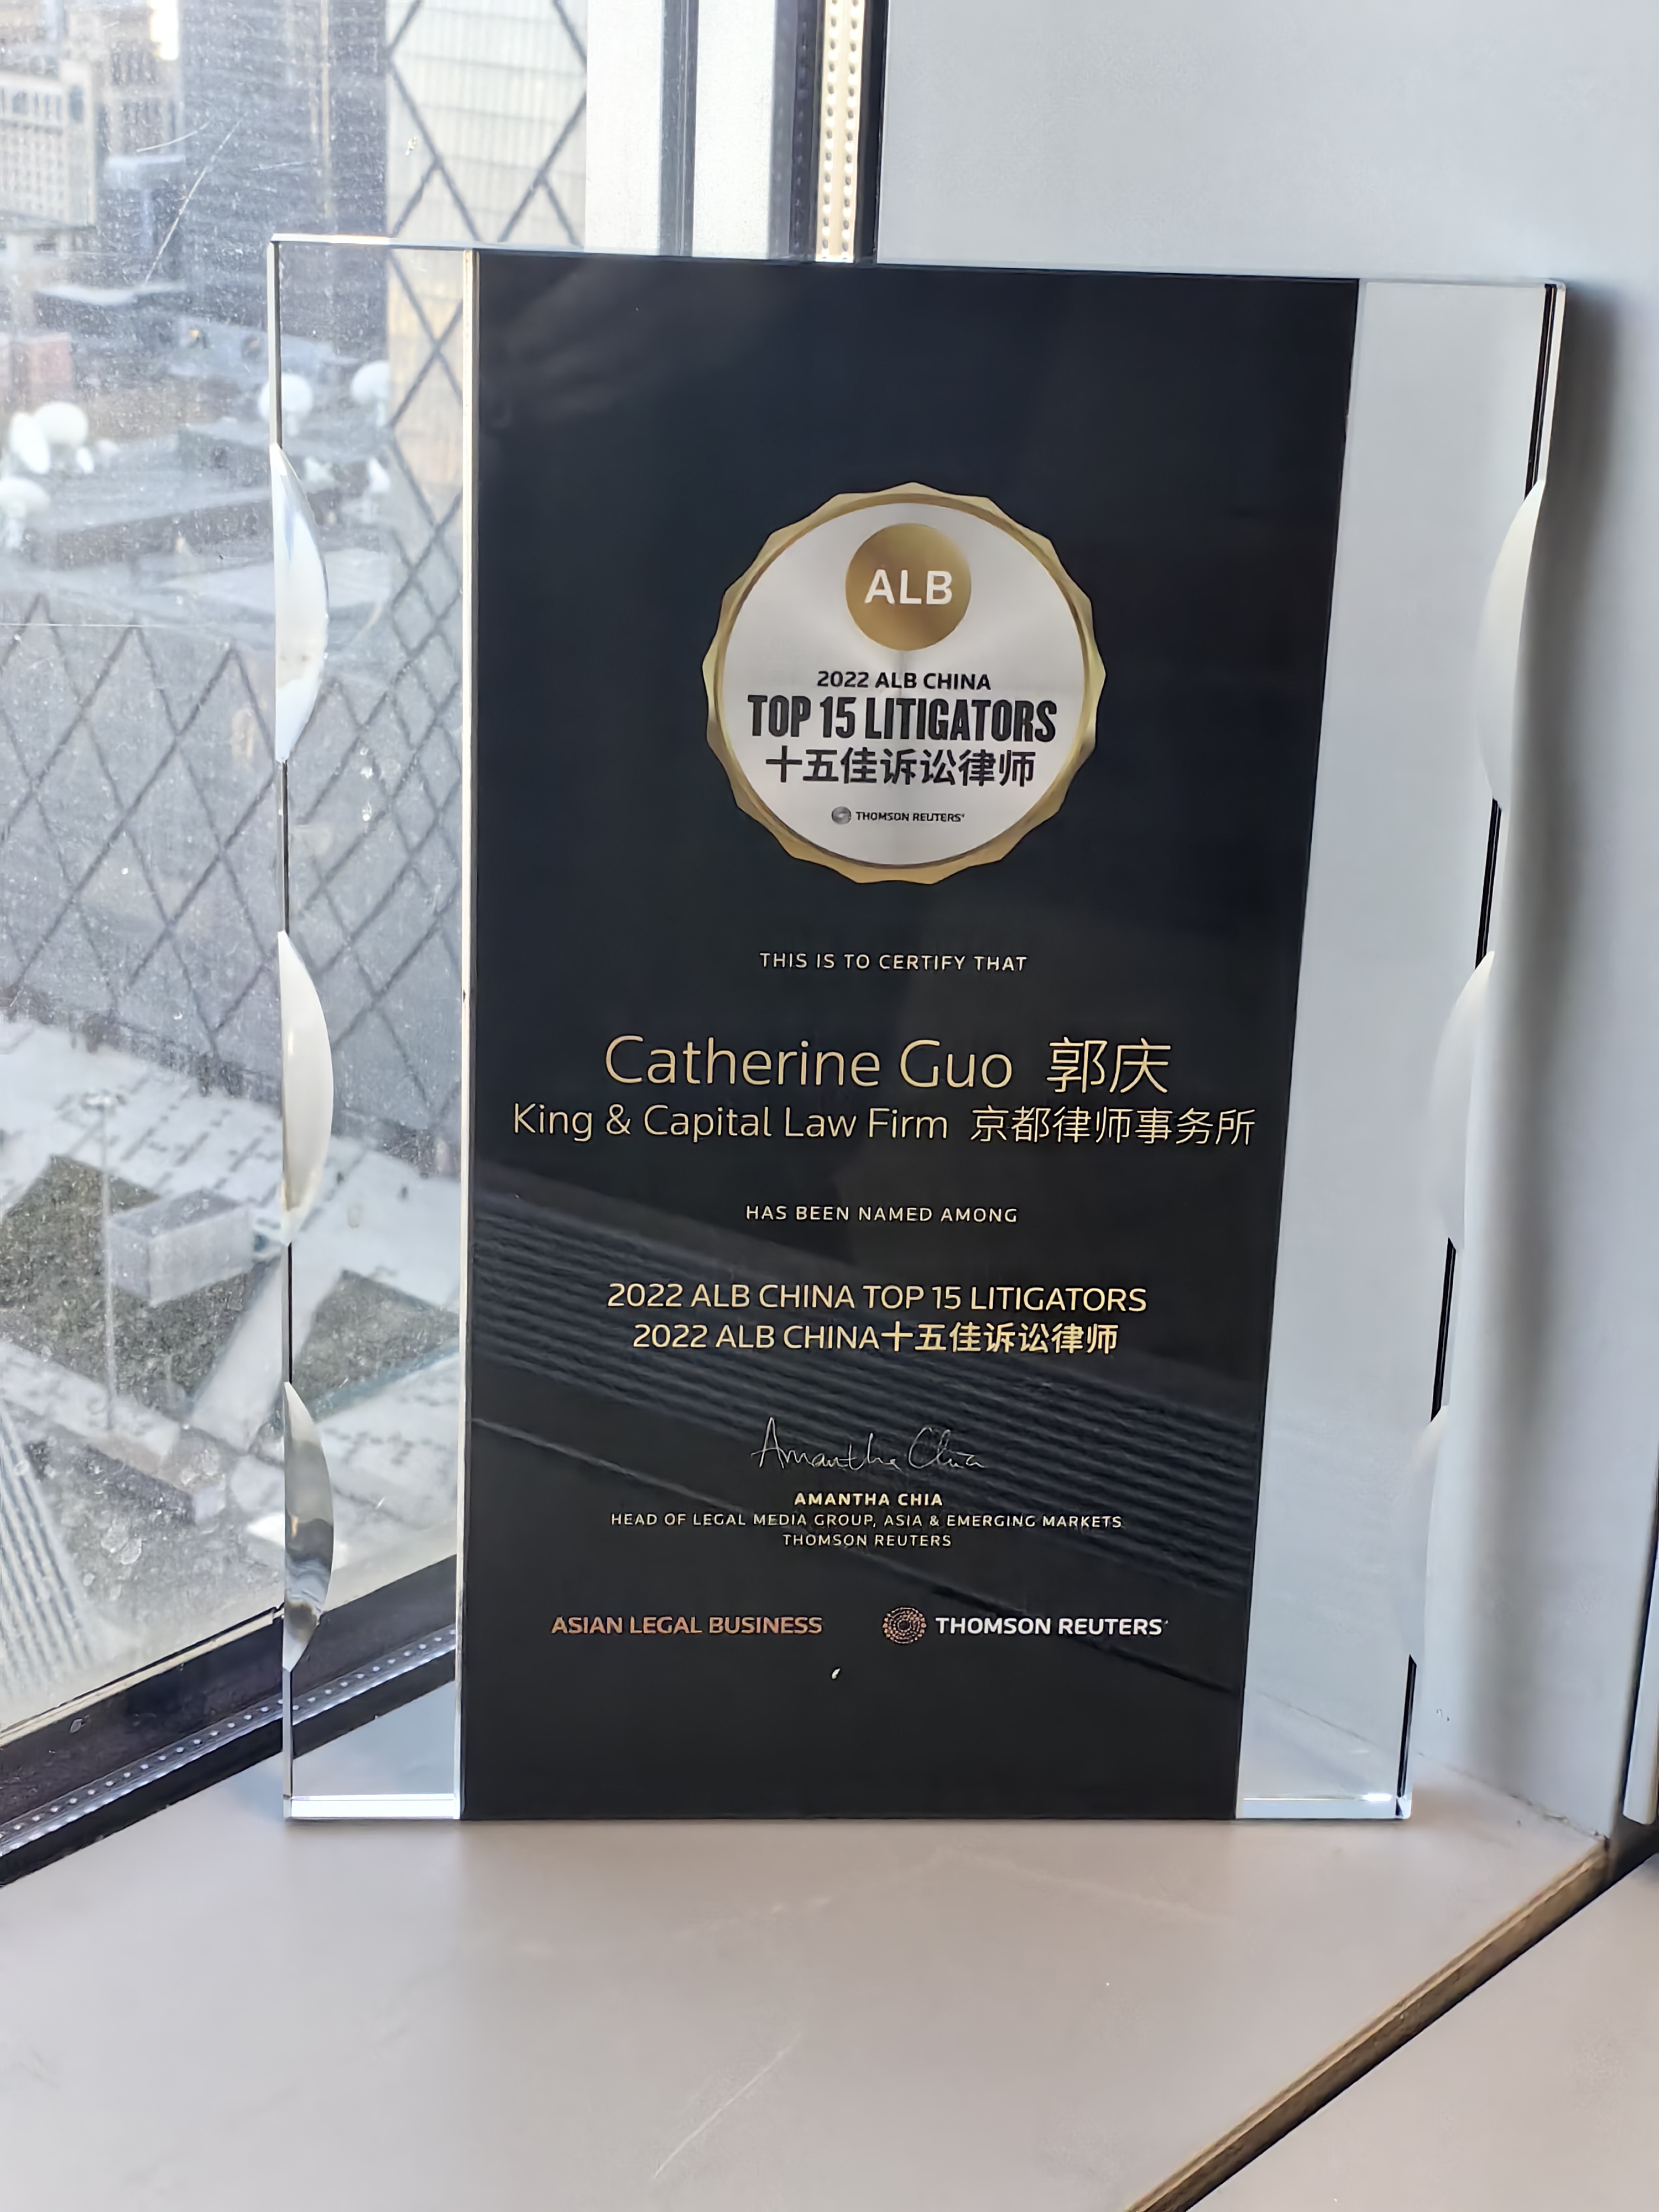 ALB
2022 ALB CHINA
TOP 15 LITIGATORS
十五佳诉讼律师
THOMSON REUTERS®
THIS IS TO CERTIFY THAT
Catherine Guo 郭庆
King & Capital Law Firm 京都律师事务所
HAS BEEN NAMED AMONG
2022 ALB CHINA TOP 15 LITIGATORS
2022 ALB CHINA十五佳诉讼律师
Amantha Chia
AMANTHA CHIA
HEAD OF LEGAL MEDIA GROUP, ASIA & EMERGING MARKETS
THOMSON REUTERS
ASIAN LEGAL BUSINESS THOMSON REUTERS®